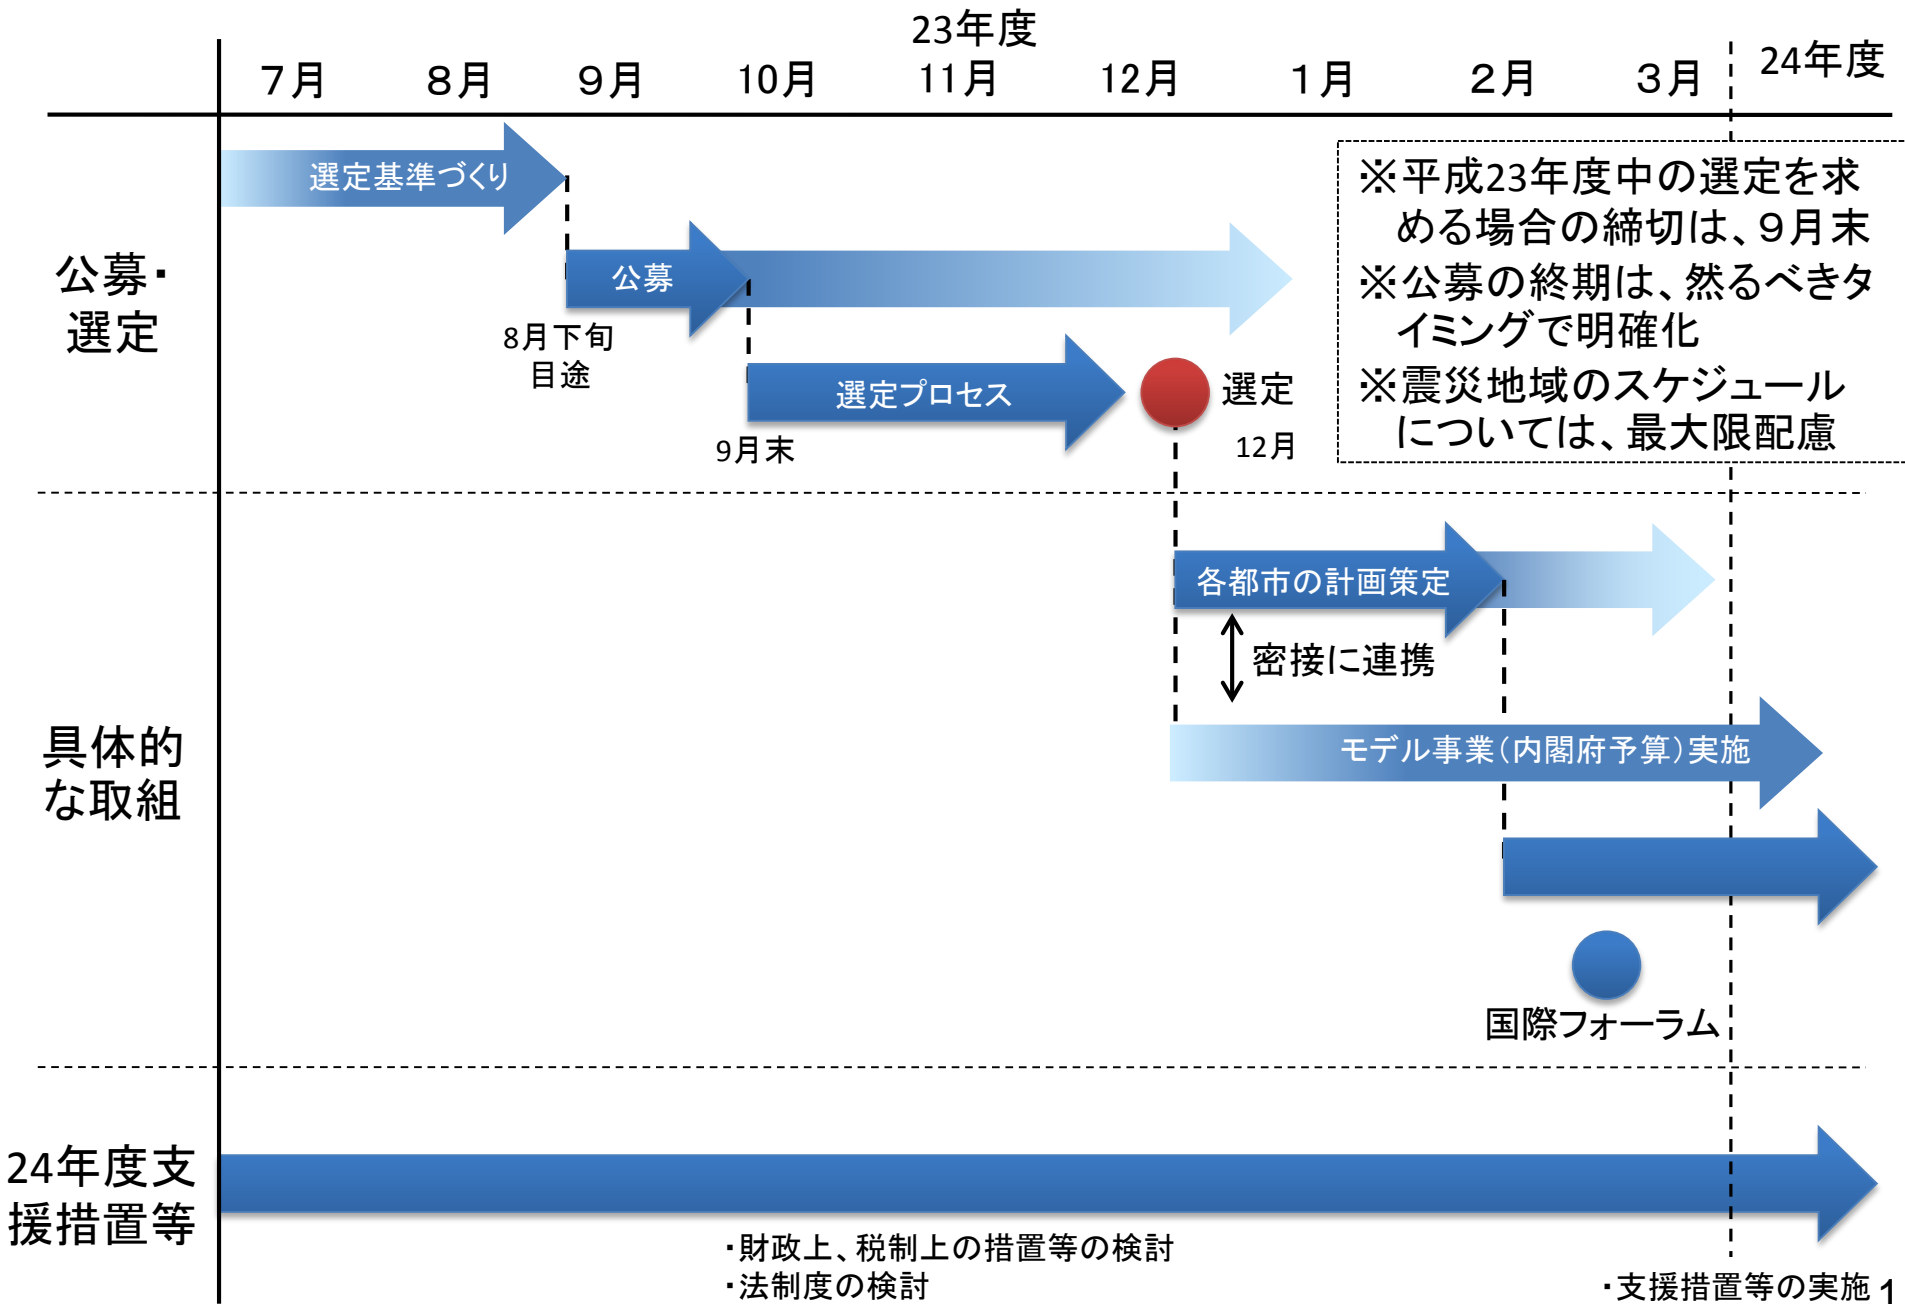 23年度
7月 8月 9月 10月 11月 12月 1月 2月 3月 24年度
公募・
選定
選定基準づくり
公募
8月下旬
目途
選定プロセス
9月末
選定
12月
※平成23年度中の選定を求
める場合の締切は、9月末
※公募の終期は、然るべきタ
イミングで明確化
※震災地域のスケジュール
については、最大限配慮
具体的
な取組
各都市の計画策定
密接に連携
モデル事業(内閣府予算)実施
国際フォーラム
24年度支
援措置等
・財政上、税制上の措置等の検討
・法制度の検討
・支援措置等の実施
1